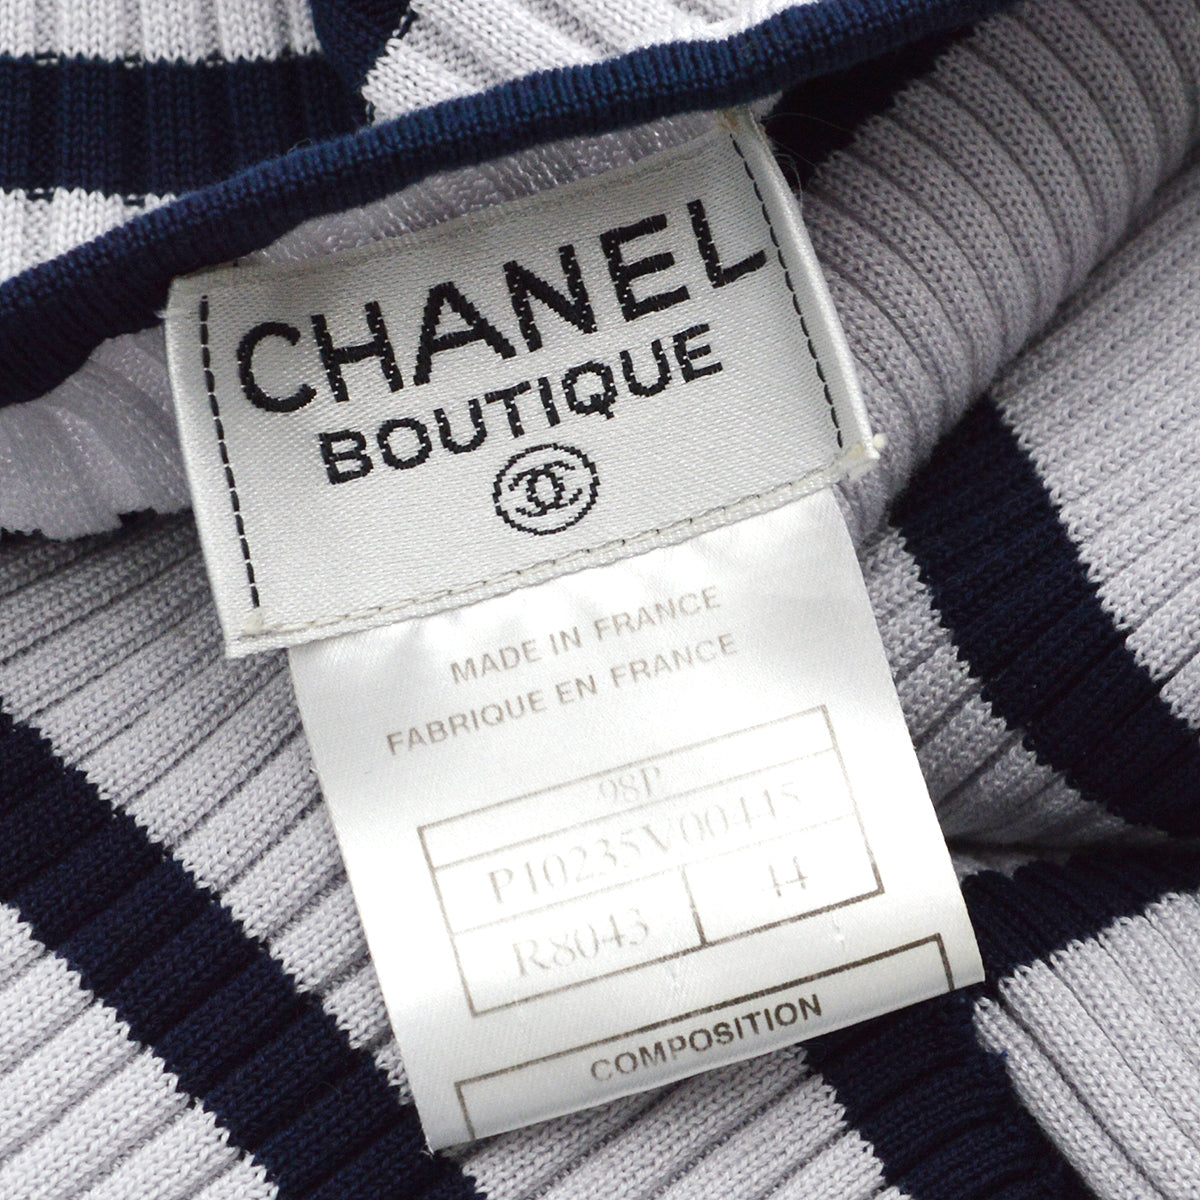 CHANEL
BOUTIQUE
MADE IN FRANCE
FABRIQUE EN FRANCE
98P
P10235V00445
R8043 44
COMPOSITION